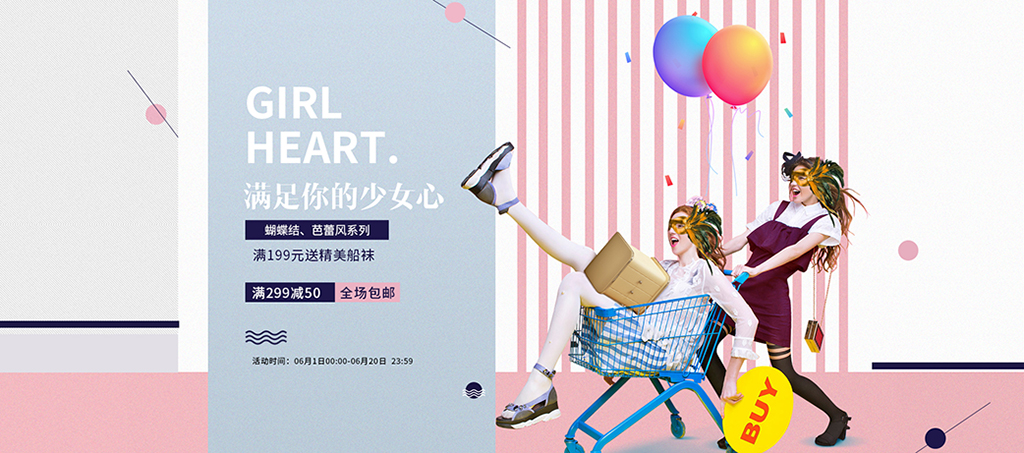 GIRL
HEART.
满足你的少女心
蝴蝶结、芭蕾风系列
满199元送精美船袜
满299减50 全场包邮
活动时间：06月1日00:00-06月20日 23:59
BUY